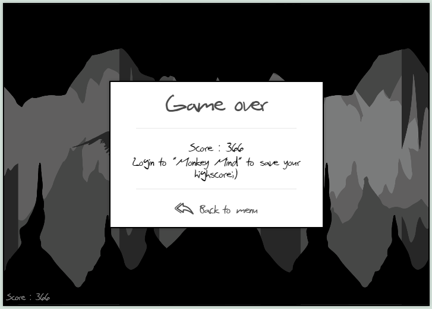 Game over
Score : 366
Login to "Monkey Mind" to save your
highscore;)
Back to menu
Score : 366